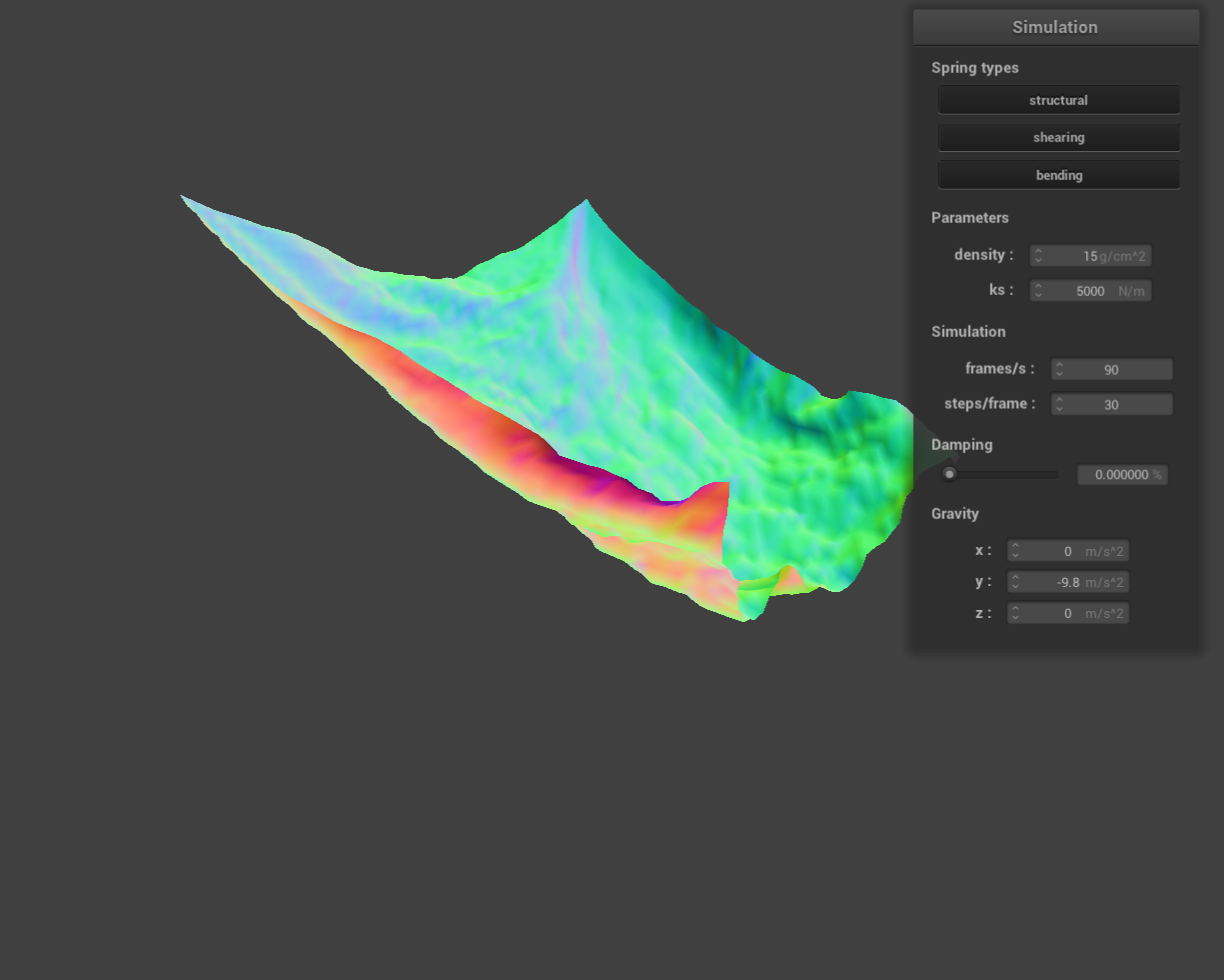 Simulation
Spring types
structural
shearing
bending
Parameters
density : 15 g/cm^2
ks : 5000 N/m
Simulation
frames/s : 90
steps/frame : 30
Damping
0.000000 %
Gravity
x : 0 m/s^2
y : -9.8 m/s^2
z : 0 m/s^2